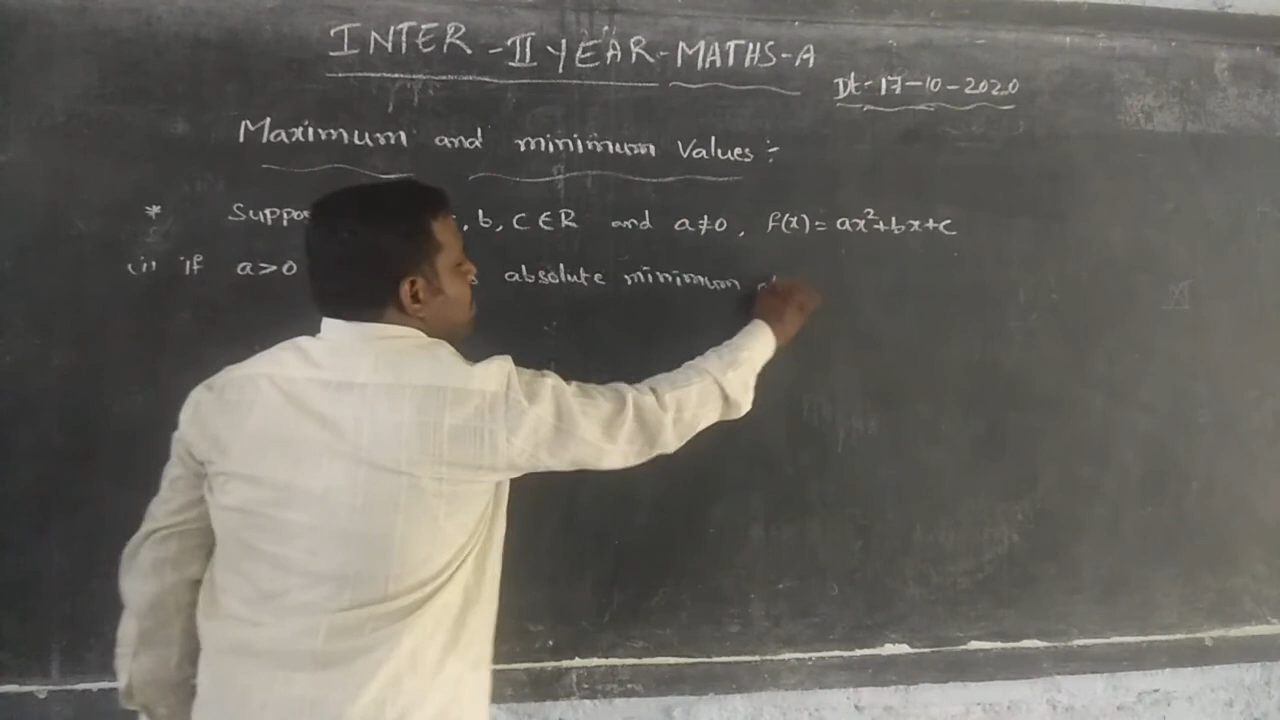 INTER - II YEAR - MATHS - A
Dt: 17-10-2020
Maximum and minimum Values :-
* b, c ∈ R and a ≠ 0, f(x) = ax²+bx+c
(i) if a>0 absolute minimum